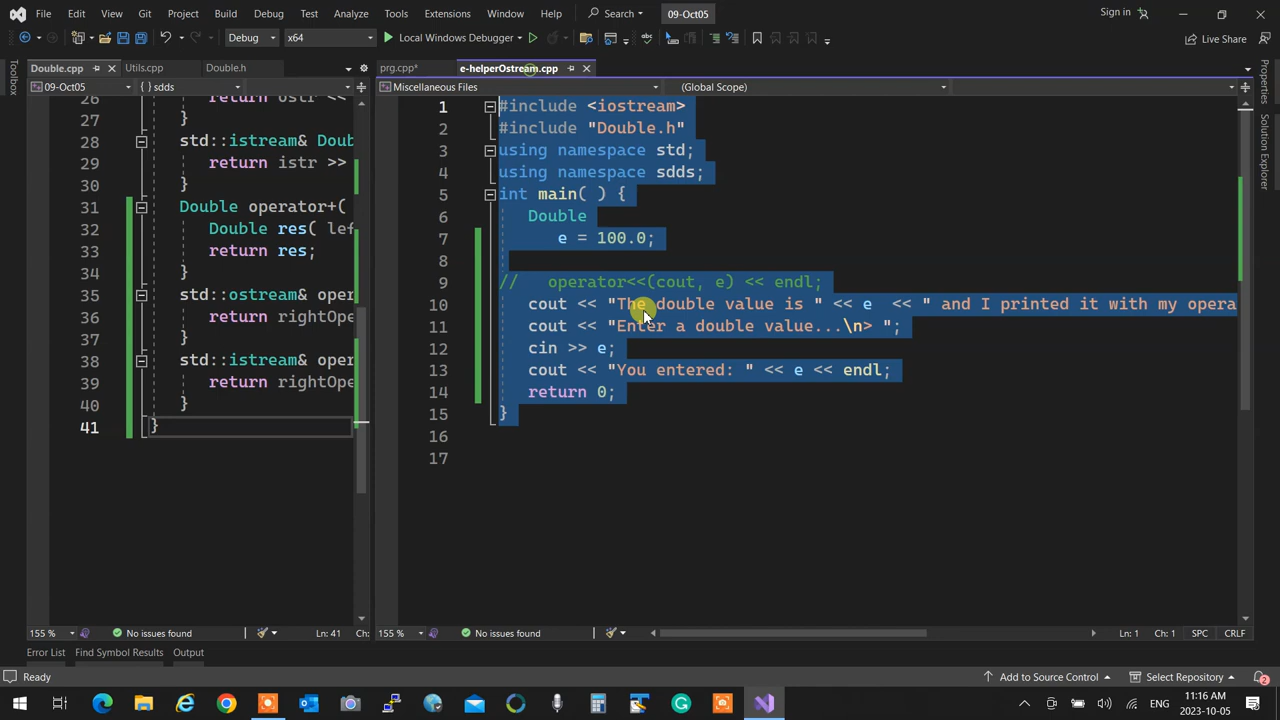 File Edit View Git Project Build Debug Test Analyze Tools Extensions Window Help Search 09-Oct05 Sign in
Debug x64 Local Windows Debugger Live Share
Toolbox
Double.cpp Utils.cpp Double.h prg.cpp* e-helperOstream.cpp
09-Oct05 { } sdds Miscellaneous Files (Global Scope)
Properties
26 return ostr <<
27 }
28 std::istream& Doub
29 return istr >>
30 }
31 Double operator+(
32 Double res( lef
33 return res;
34 }
35 std::ostream& oper
36 return rightOpe
37 }
38 std::istream& oper
39 return rightOpe
40 }
41 }
1 #include <iostream>
2 #include "Double.h"
3 using namespace std;
4 using namespace sdds;
5 int main( ) {
6 Double
7 e = 100.0;
8
9 // operator<<(cout, e) << endl;
10 cout << "The double value is " << e << " and I printed it with my opera
11 cout << "Enter a double value...\n> ";
12 cin >> e;
13 cout << "You entered: " << e << endl;
14 return 0;
15 }
16
17
155 % No issues found Ln: 41 Ch: 155 % No issues found Ln: 1 Ch: 1 SPC CRLF
Error List Find Symbol Results Output
Ready Add to Source Control Select Repository 2
ENG 11:16 AM
2023-10-05 2